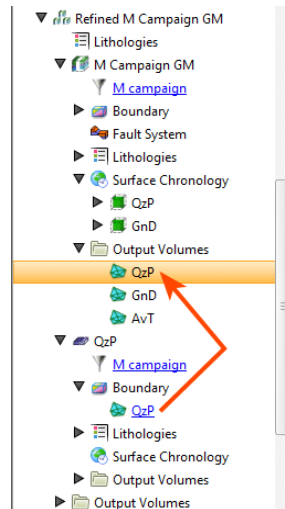 Refined M Campaign GM
Lithologies
M Campaign GM
M campaign
Boundary
Fault System
Lithologies
Surface Chronology
QzP
GnD
Output Volumes
QzP
GnD
AvT
QzP
M campaign
Boundary
QzP
Lithologies
Surface Chronology
Output Volumes
Output Volumes